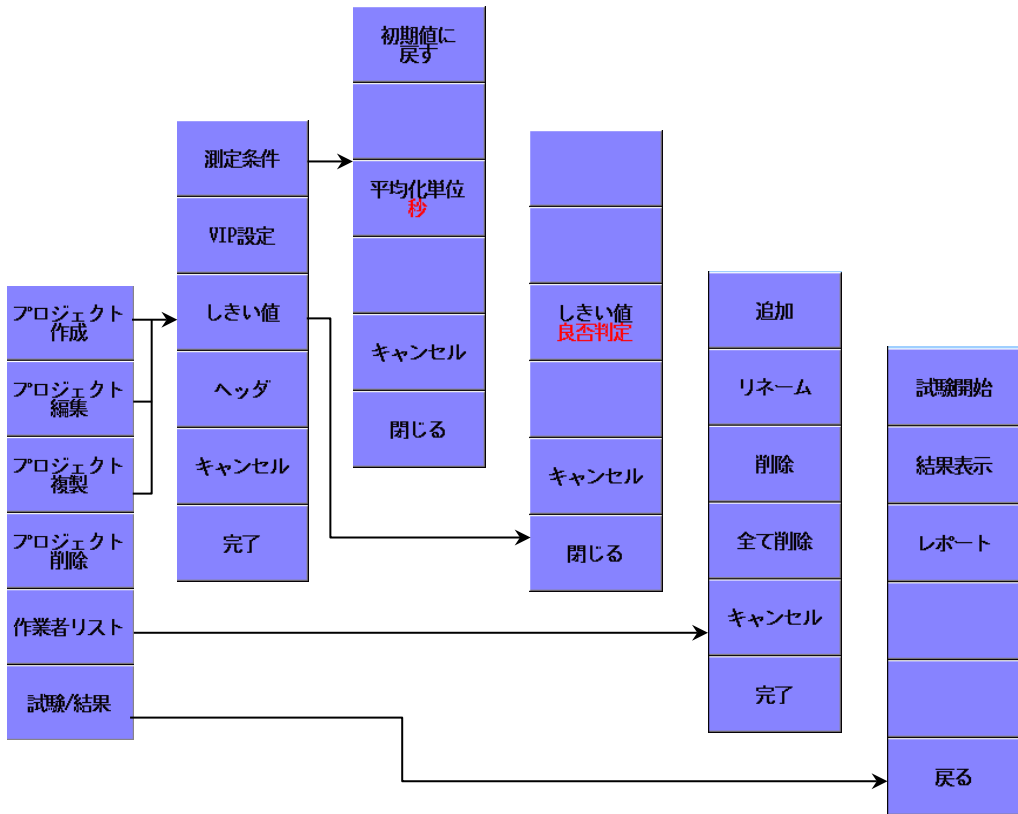 プロジェクト
作成
プロジェクト
編集
プロジェクト
複製
プロジェクト
削除
作業者リスト
試験/結果
測定条件
VIP設定
しきい値
ヘッダ
キャンセル
完了
初期値に
戻す
平均化単位
秒
キャンセル
閉じる
しきい値
良否判定
キャンセル
閉じる
追加
リネーム
削除
全て削除
キャンセル
完了
試験開始
結果表示
レポート
戻る